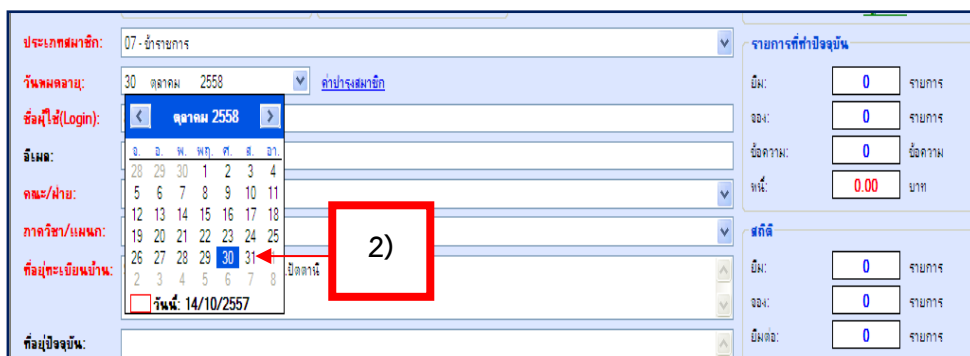 ประเภทสมาชิก: 07 - ข้าราชการ
วันหมดอายุ: 30 ตุลาคม 2558 ค่าบำรุงสมาชิก
ชื่อผู้ใช้(Login):
อีเมล:
คณะ/ฝ่าย:
ภาควิชา/แผนก:
ที่อยู่ทะเบียนบ้าน: .ปัตตานี
ที่อยู่ปัจจุบัน:
ตุลาคม 2558
จ. อ. พ. พฤ. ศ. ส. อา.
28 29 30 1 2 3 4
5 6 7 8 9 10 11
12 13 14 15 16 17 18
19 20 21 22 23 24 25
26 27 28 29 30 31
2 3 4 5 6 7 8
วันนี้: 14/10/2557
2)
รายการที่ทำปัจจุบัน
ยืม: 0 รายการ
จอง: 0 รายการ
ข้อความ: 0 ข้อความ
หนี้: 0.00 บาท
สถิติ
ยืม: 0 รายการ
จอง: 0 รายการ
ยืมต่อ: 0 รายการ